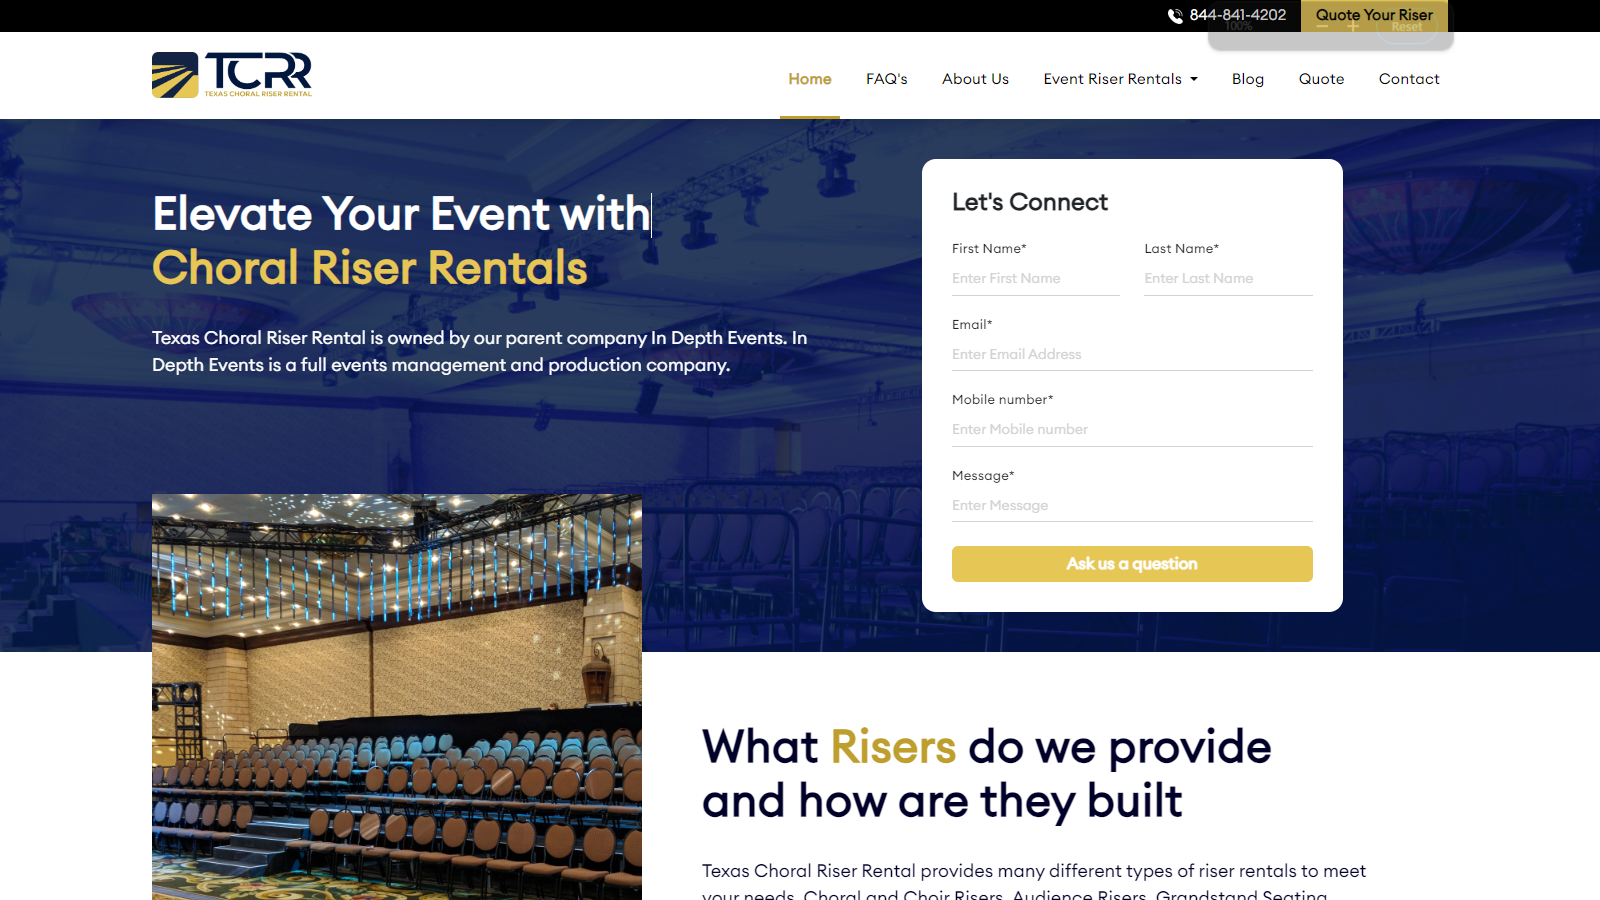 844-841-4202
Quote Your Riser
100%
Reset
TCRR
TEXAS CHORAL RISER RENTAL
Home
FAQ's
About Us
Event Riser Rentals
Blog
Quote
Contact
Elevate Your Event with
Choral Riser Rentals
Texas Choral Riser Rental is owned by our parent company In Depth Events. In
Depth Events is a full events management and production company.
Let's Connect
First Name*
Last Name*
Enter First Name
Enter Last Name
Email*
Enter Email Address
Mobile number*
Enter Mobile number
Message*
Enter Message
Ask us a question
What Risers do we provide
and how are they built
Texas Choral Riser Rental provides many different types of riser rentals to meet
your needs. Choral and Choir Risers, Audience Risers, Grandstand Seating